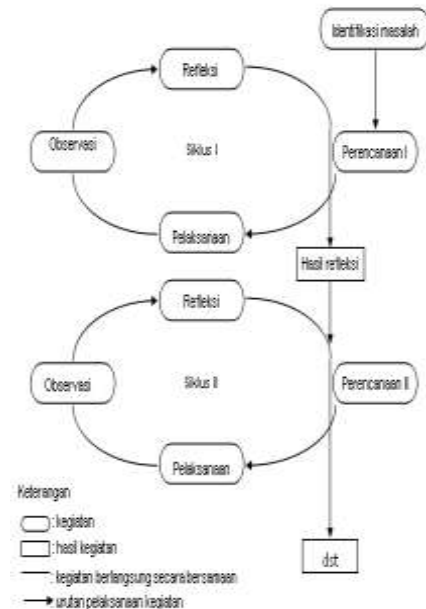 Identifikasi masalah
Refleksi
Observasi
Siklus I
Perencanaan I
Pelaksanaan
Hasil refleksi
Refleksi
Observasi
Siklus II
Perencanaan II
Pelaksanaan
Keterangan
: kegiatan
: hasil kegiatan
: kegiatan berlangsung secara bersamaan
: urutan pelaksanaan kegiatan
dst